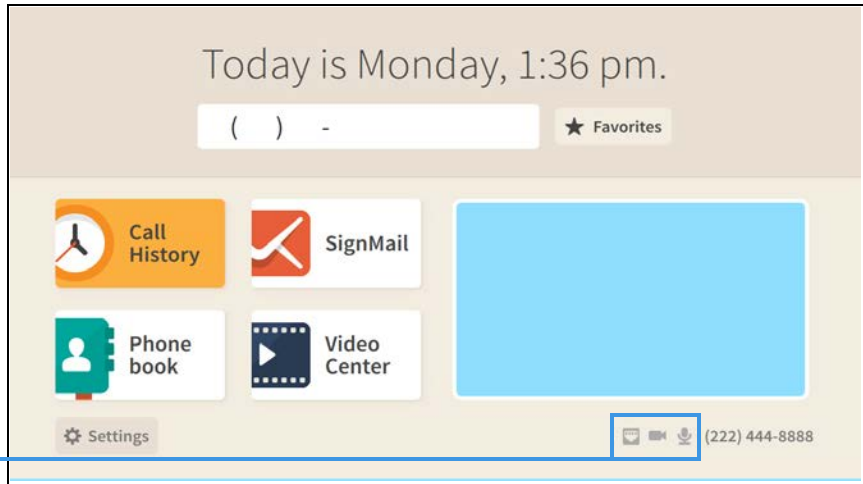 Today is Monday, 1:36 pm.
( ) -
Favorites
Call
History
SignMail
Phone
book
Video
Center
Settings
(222) 444-8888